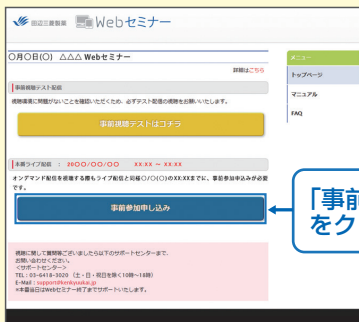 田辺三菱製薬 Webセミナー
〇月〇日(〇) △△△ Webセミナー
詳細はこちら
事前視聴テスト配信
視聴環境に問題がないことを確認いただくため、必ずテスト配信の視聴をお願いいたします。
事前視聴テストはコチラ
本番ライブ配信 : 20〇〇/〇〇/〇〇 XX:XX ~ XX:XX
オンデマンド配信を視聴する際もライブ配信と同様〇/〇(〇)のXX:XXまでに、事前参加申込みが必要
です。
事前参加申し込み
視聴に関して質問等ございましたら以下のサポートセンターまで、
お問い合わせください。
<サポートセンター>
TEL:03-6418-3020 (土・日・祝日を除く10時~18時)
E-Mail:support@kmkyuukai.jp
※本番当日はWebセミナー終了までサポートいたします。
メニュー
トップページ
マニュアル
FAQ
「事前
をク